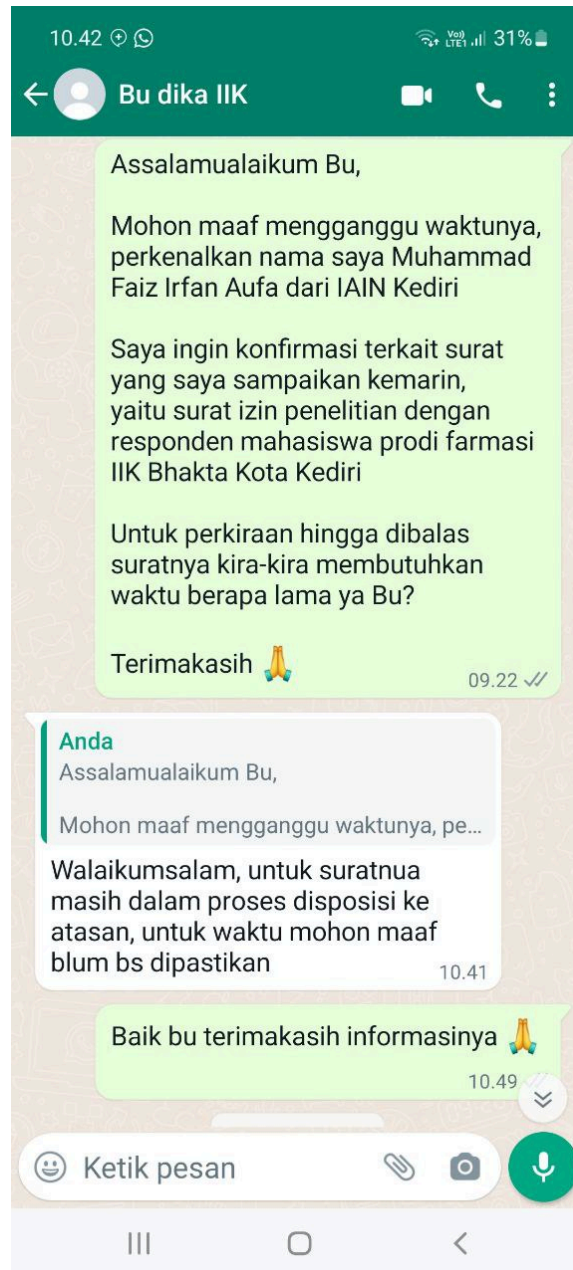 10.42
Vo))
LTE1 31%
Bu dika IIK
Assalamualaikum Bu,
Mohon maaf mengganggu waktunya,
perkenalkan nama saya Muhammad
Faiz Irfan Aufa dari IAIN Kediri
Saya ingin konfirmasi terkait surat
yang saya sampaikan kemarin,
yaitu surat izin penelitian dengan
responden mahasiswa prodi farmasi
IIK Bhakta Kota Kediri
Untuk perkiraan hingga dibalas
suratnya kira-kira membutuhkan
waktu berapa lama ya Bu?
Terimakasih 🙏
09.22
Anda
Assalamualaikum Bu,
Mohon maaf mengganggu waktunya, pe...
Walaikumsalam, untuk suratnua
masih dalam proses disposisi ke
atasan, untuk waktu mohon maaf
blum bs dipastikan
10.41
Baik bu terimakasih informasinya 🙏
10.49
Ketik pesan